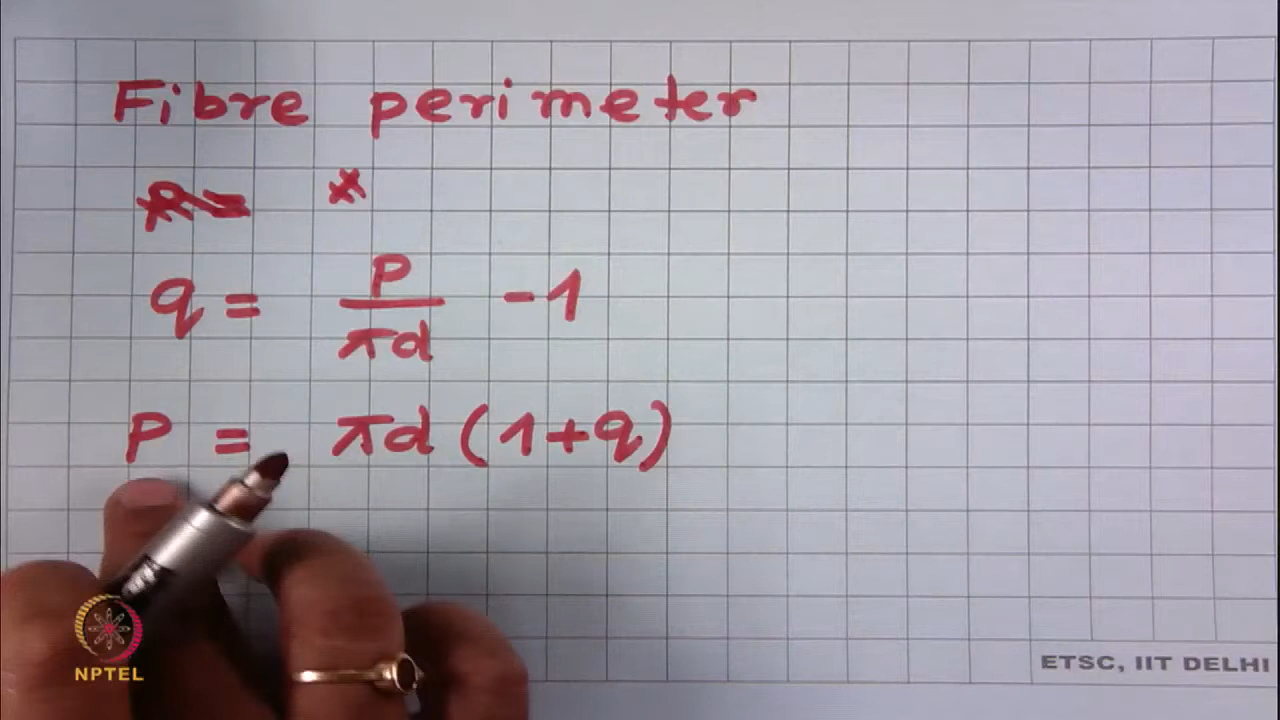 Fibre perimeter
q = p/πd - 1
p = πd (1+q)
NPTEL
ETSC, IIT DELHI